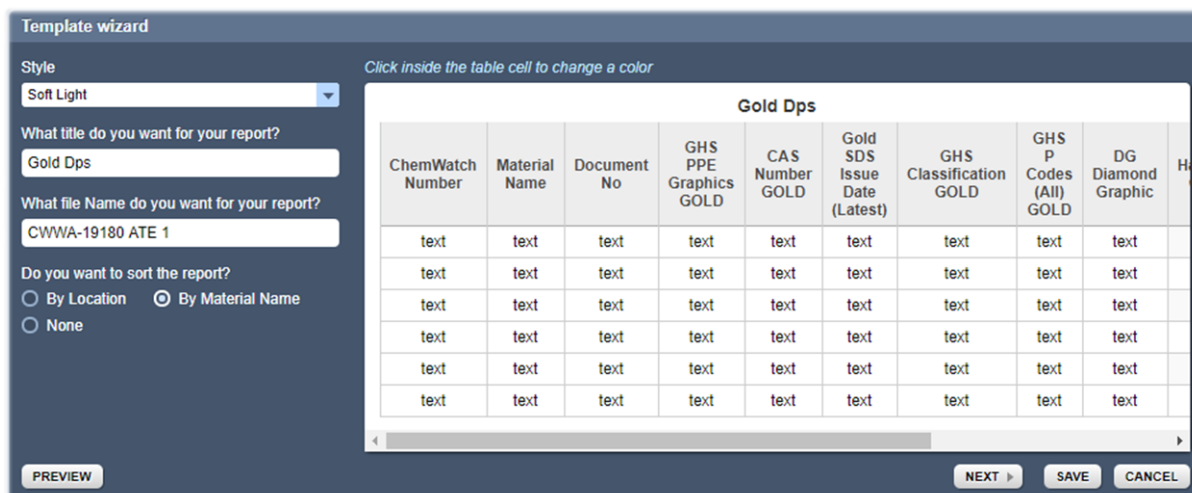 Template wizard
Style
Soft Light
What title do you want for your report?
Gold Dps
What file Name do you want for your report?
CWWA-19180 ATE 1
Do you want to sort the report?
By Location By Material Name
None
Click inside the table cell to change a color
Gold Dps
ChemWatch Number
Material Name
Document No
GHS PPE Graphics GOLD
CAS Number GOLD
Gold SDS Issue Date (Latest)
GHS Classification GOLD
GHS P Codes (All) GOLD
DG Diamond Graphic
text text text text text text text text text
text text text text text text text text text
text text text text text text text text text
text text text text text text text text text
text text text text text text text text text
text text text text text text text text text
PREVIEW
NEXT SAVE CANCEL